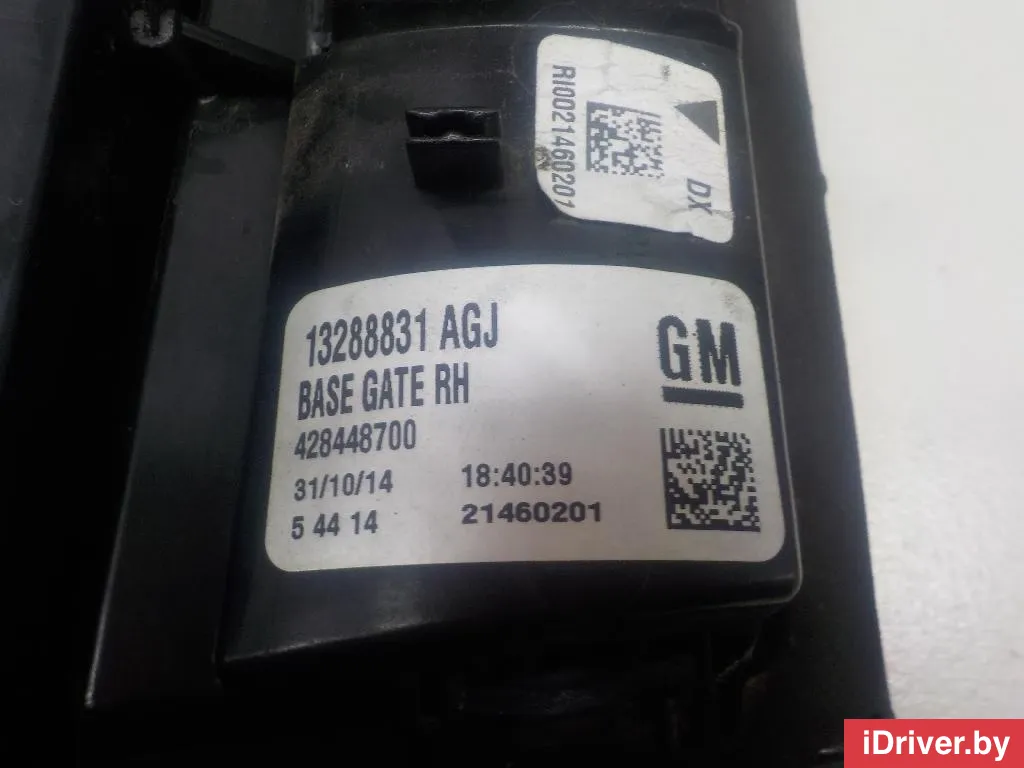 RI0021460201
DX
13288831 AGJ
BASE GATE RH
GM
428448700
31/10/14 18:40:39
5 44 14 21460201
iDriver.by